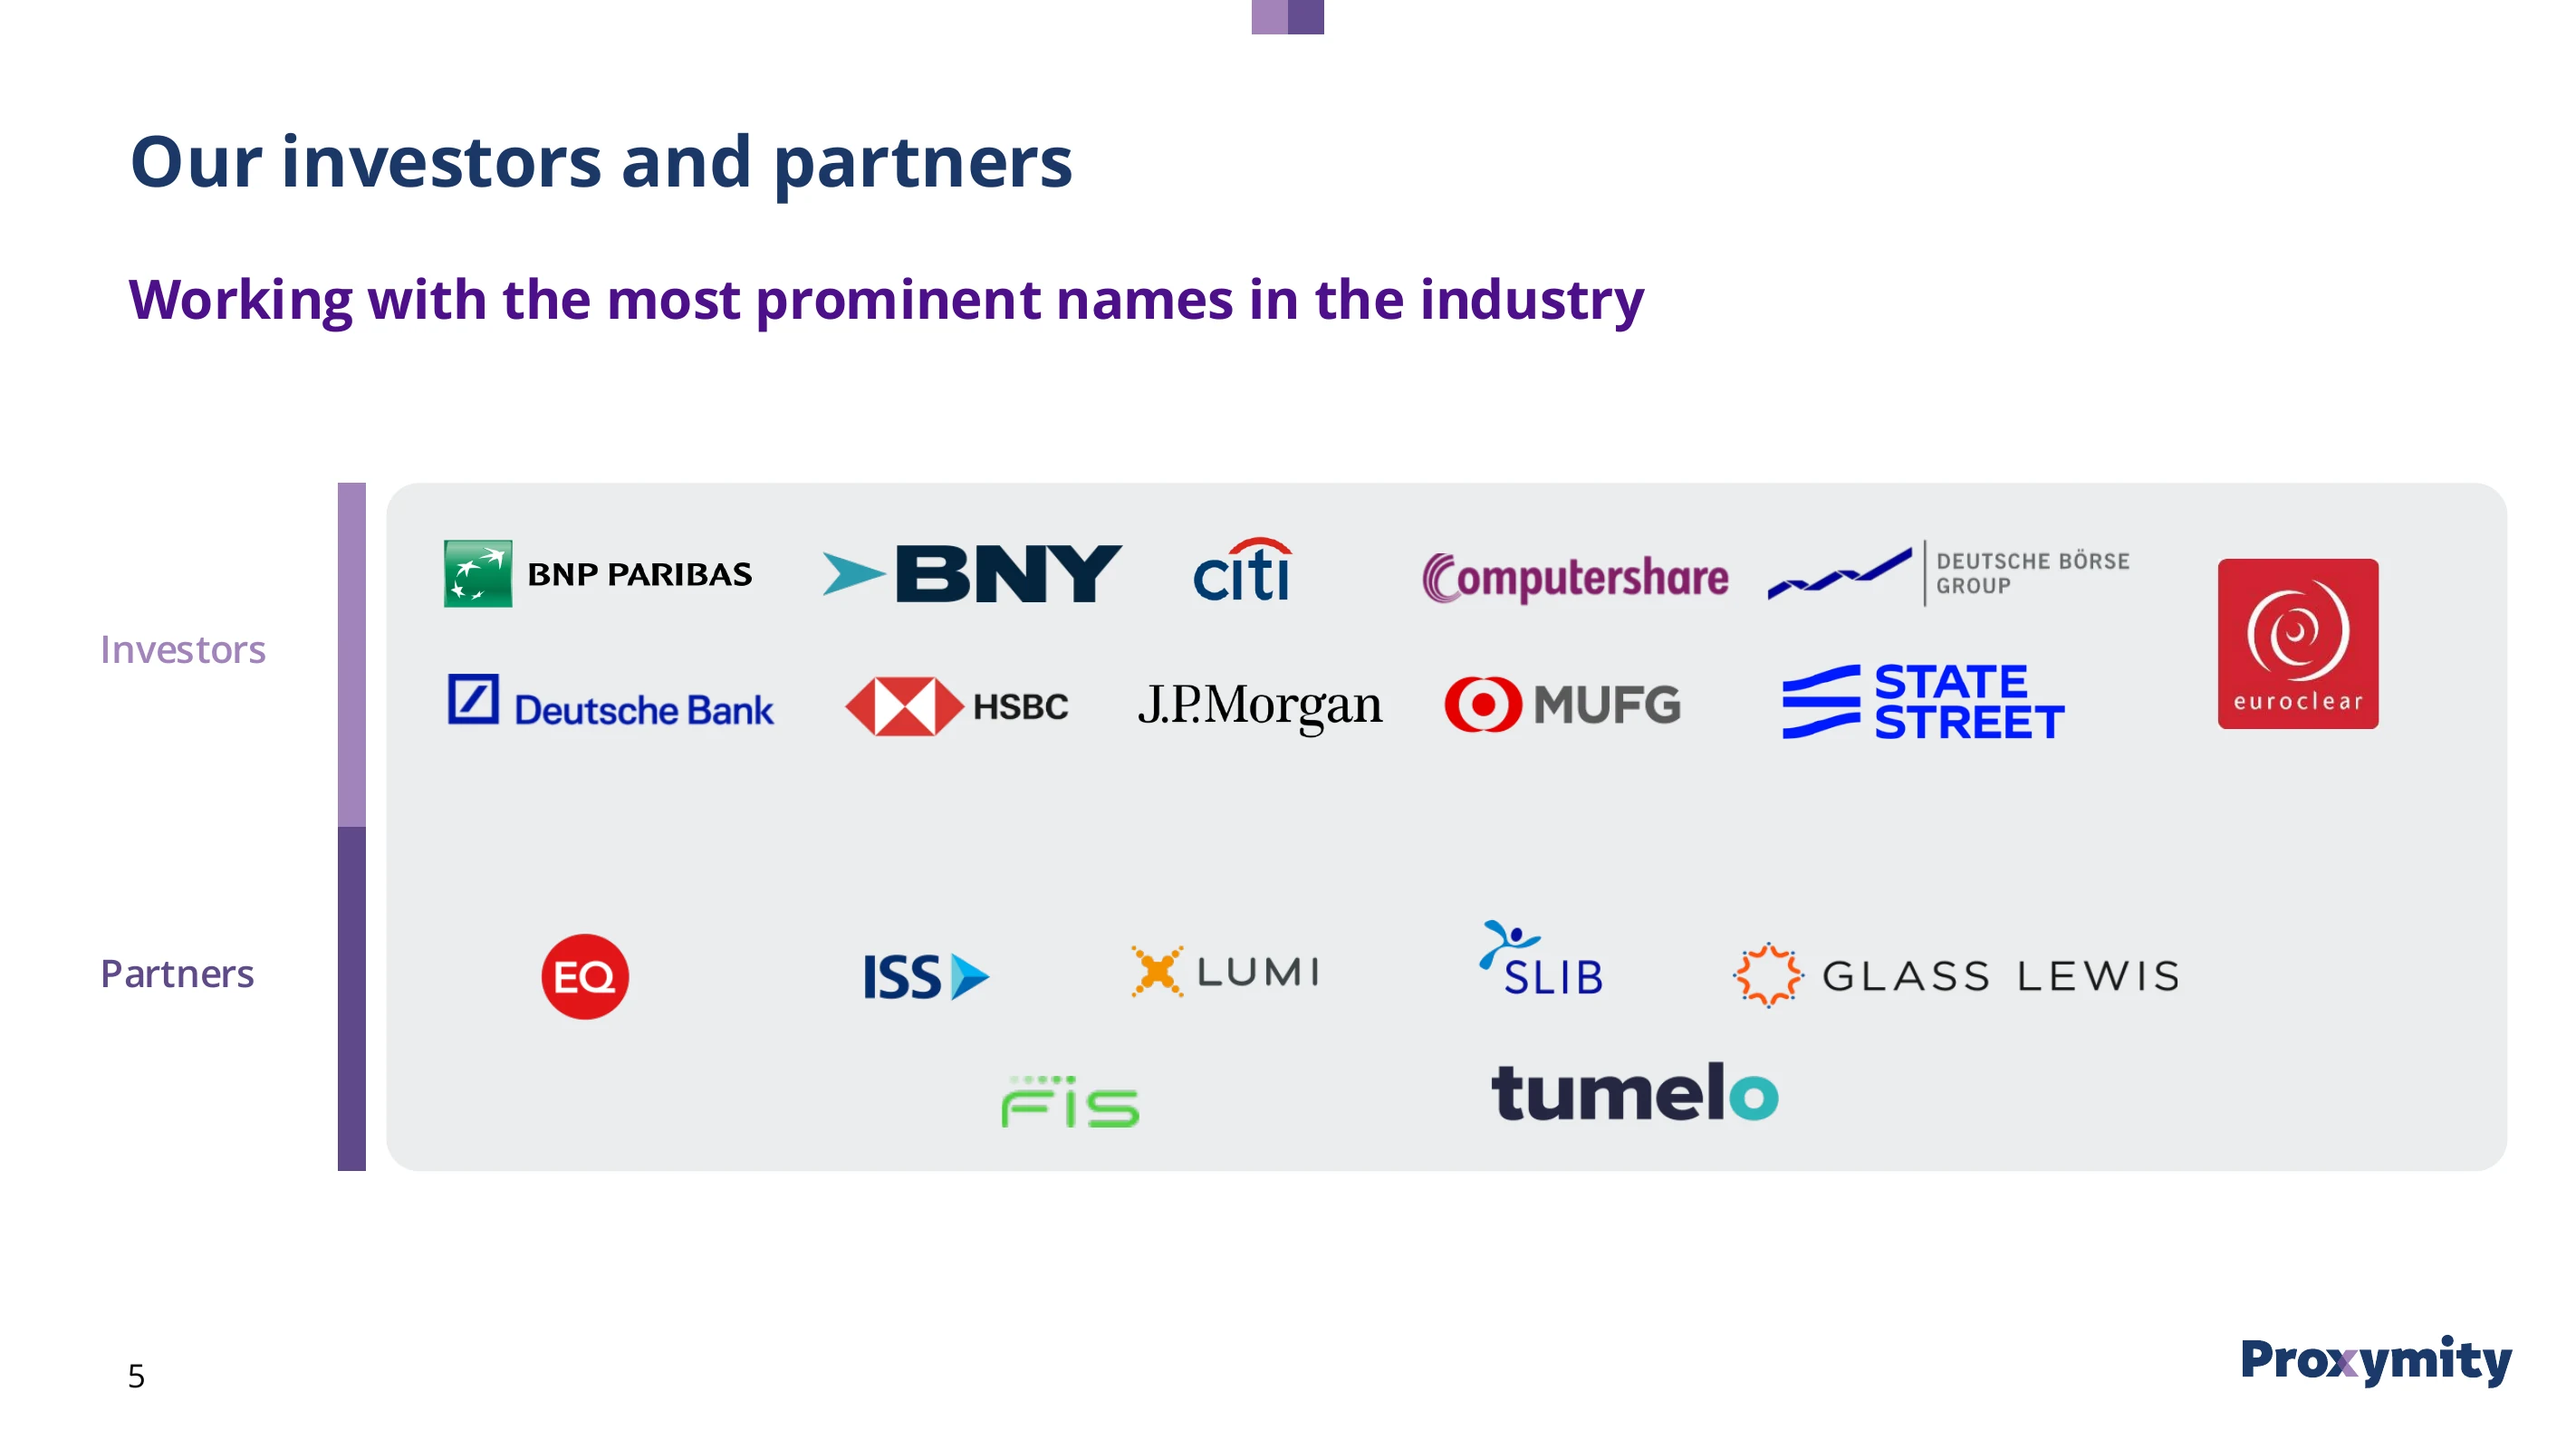 Our investors and partners
Working with the most prominent names in the industry
Investors
BNP PARIBAS
BNY
citi
Computershare
DEUTSCHE BÖRSE
GROUP
euroclear
Deutsche Bank
HSBC
J.P.Morgan
MUFG
STATE
STREET
Partners
EQ
ISS
LUMI
SLIB
GLASS LEWIS
FIS
tumelo
5
Proxymity